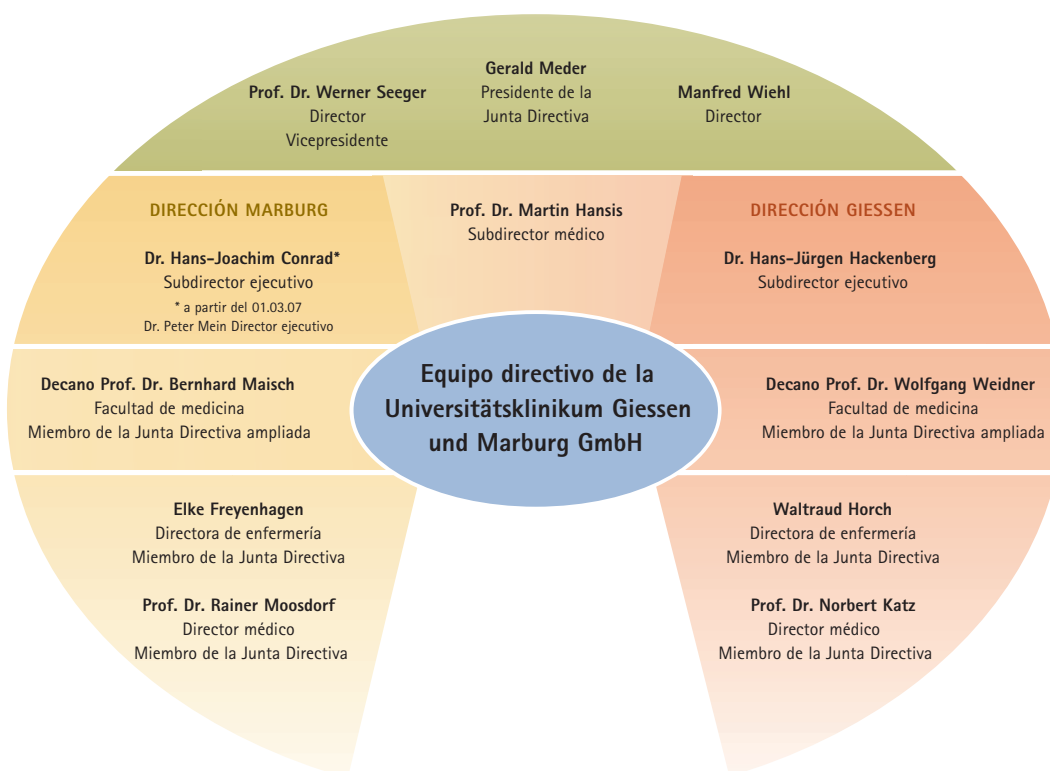 Gerald Meder
Presidente de la
Junta Directiva
Prof. Dr. Werner Seeger
Director
Vicepresidente
Manfred Wiehl
Director
DIRECCIÓN MARBURG
Dr. Hans-Joachim Conrad*
Subdirector ejecutivo
* a partir del 01.03.07
Dr. Peter Mein Director ejecutivo
Prof. Dr. Martin Hansis
Subdirector médico
DIRECCIÓN GIESSEN
Dr. Hans-Jürgen Hackenberg
Subdirector ejecutivo
Decano Prof. Dr. Bernhard Maisch
Facultad de medicina
Miembro de la Junta Directiva ampliada
Equipo directivo de la
Universitätsklinikum Giessen
und Marburg GmbH
Decano Prof. Dr. Wolfgang Weidner
Facultad de medicina
Miembro de la Junta Directiva ampliada
Elke Freyenhagen
Directora de enfermería
Miembro de la Junta Directiva
Prof. Dr. Rainer Moosdorf
Director médico
Miembro de la Junta Directiva
Waltraud Horch
Directora de enfermería
Miembro de la Junta Directiva
Prof. Dr. Norbert Katz
Director médico
Miembro de la Junta Directiva